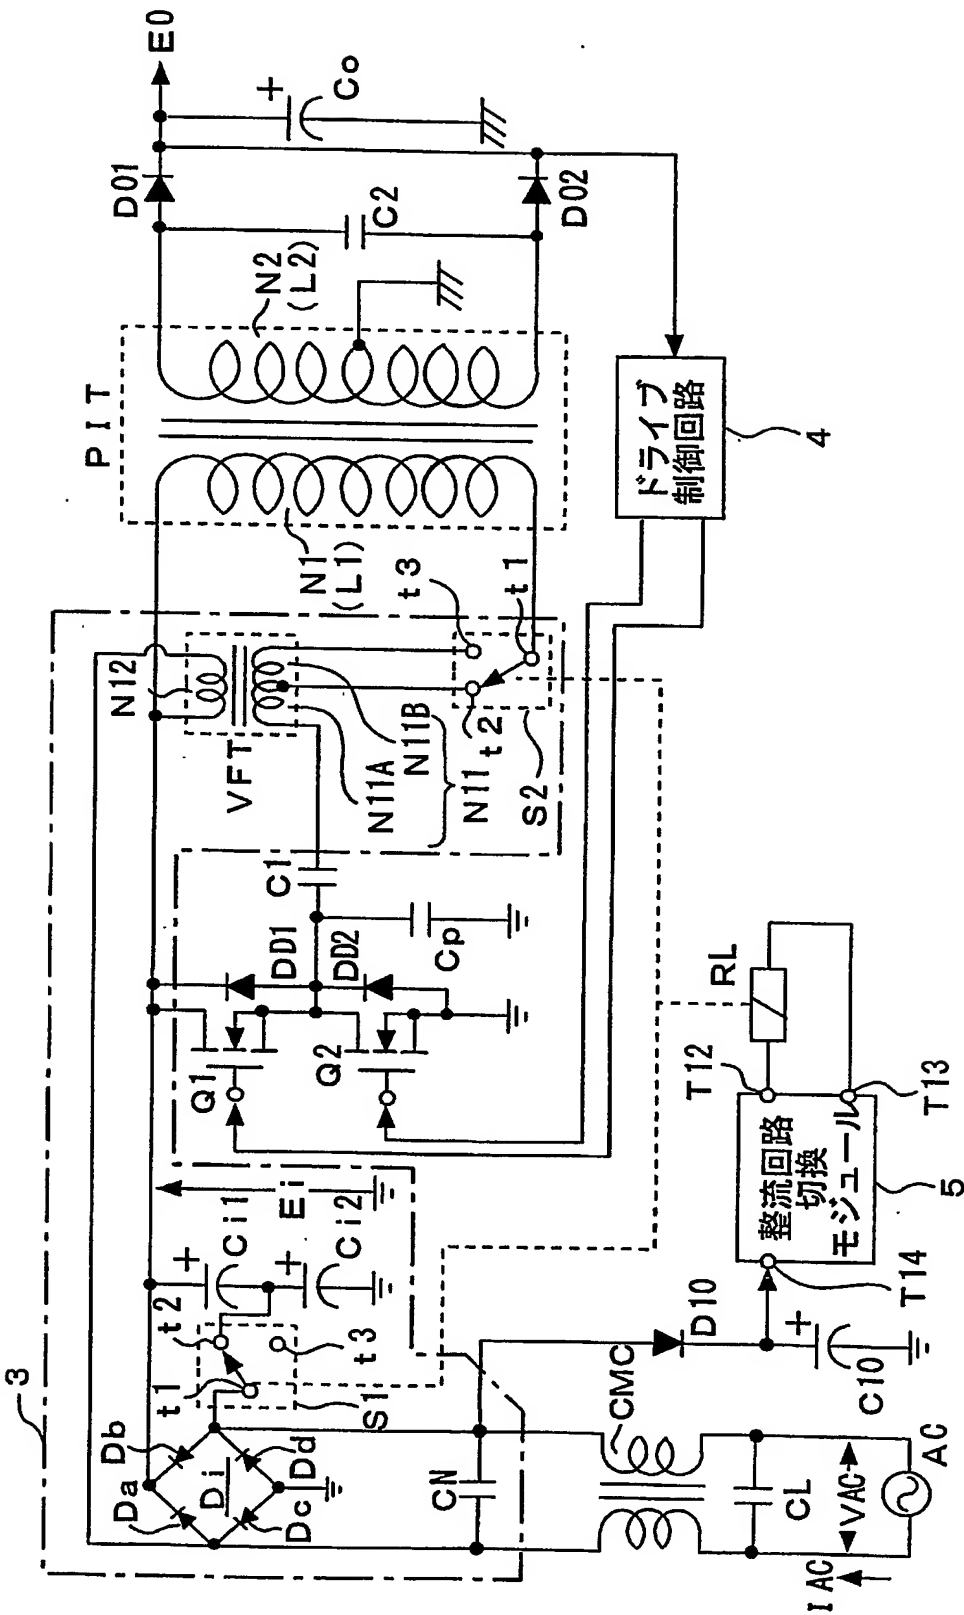 3
Da
Db
Di
Dc
Dd
t1
t2
t3
S1
Ci1
Ci2
Ei
Q1
Q2
DD1
DD2
C1
Cp
N12
VFT
N11A
N11B
N11
t2
S2
t3
t1
PIT
N1
(L1)
N2
(L2)
C2
D01
D02
Co
E0
ドライブ
制御回路
4
CN
CMC
CL
VAC
IAC
AC
D10
C10
T14
整流回路
切換
モジュール
5
T12
T13
RL